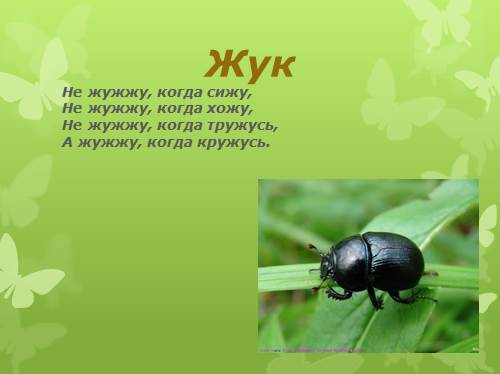 Жук
Не жужжу, когда сижу,
Не жужжу, когда хожу,
Не жужжу, когда тружусь,
А жужжу, когда кружусь.